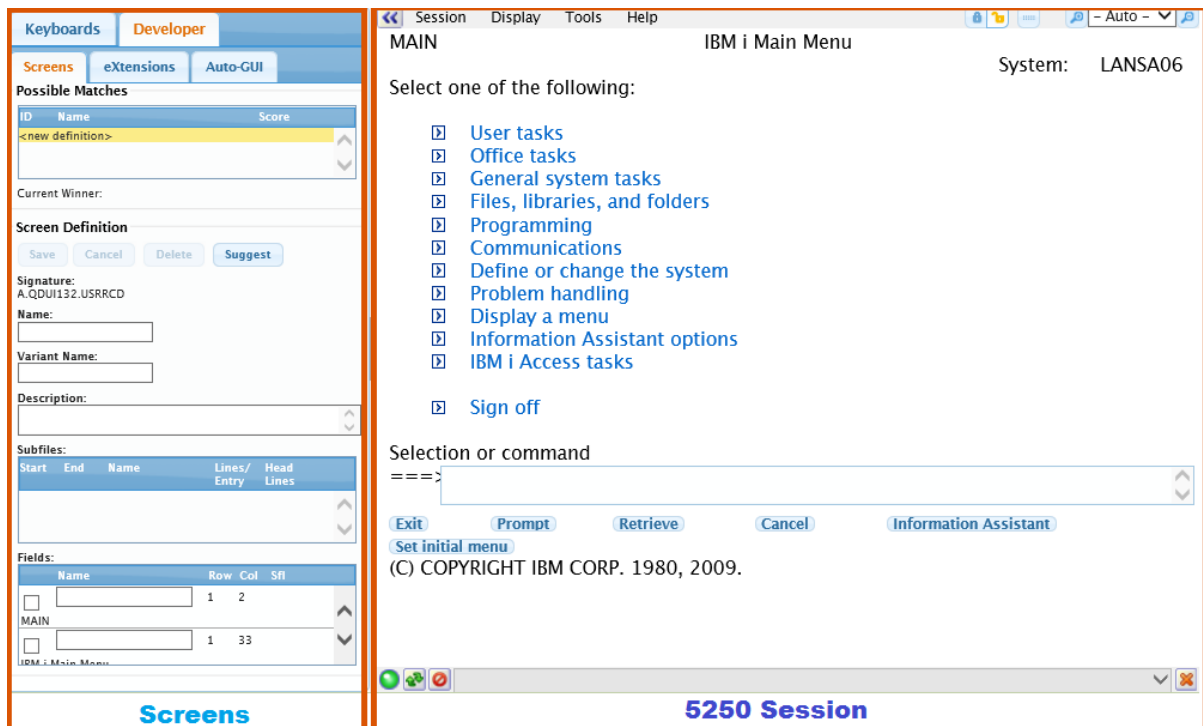 Keyboards Developer
Screens eXtensions Auto-GUI
Possible Matches
ID Name Score
<new definition>
Current Winner:
Screen Definition
Save Cancel Delete Suggest
Signature:
A.QDUI132.USRRCD
Name:
Variant Name:
Description:
Subfiles:
Start End Name Lines/ Entry Head Lines
Fields:
Name Row Col Sfl
1 2
MAIN
1 33
IBM i Main Menu
Screens
Session Display Tools Help – Auto –
MAIN IBM i Main Menu
System: LANSA06
Select one of the following:
User tasks
Office tasks
General system tasks
Files, libraries, and folders
Programming
Communications
Define or change the system
Problem handling
Display a menu
Information Assistant options
IBM i Access tasks
Sign off
Selection or command
===>
Exit Prompt Retrieve Cancel Information Assistant
Set initial menu
(C) COPYRIGHT IBM CORP. 1980, 2009.
5250 Session